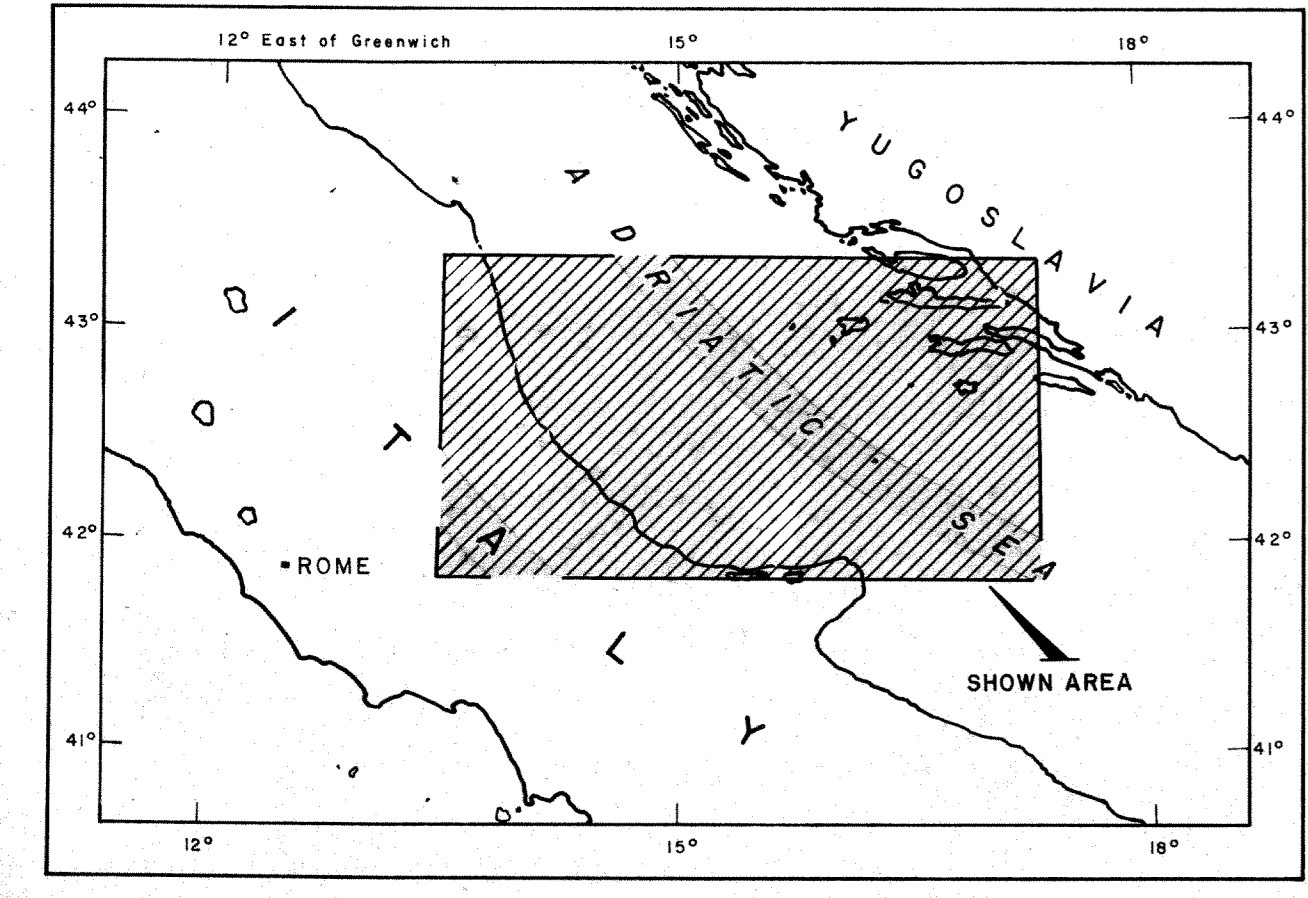 12° East of Greenwich 15° 18°
44° 44°
YUGOSLAVIA
ADRIATIC SEA
ITALY
43° 43°
42° 42°
ROME
SHOWN AREA
41° 41°
12° 15° 18°